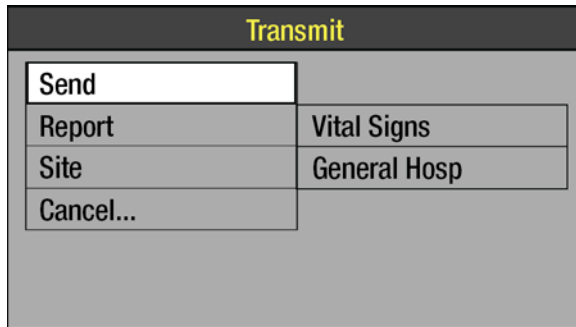 Transmit
Send
Report Vital Signs
Site General Hosp
Cancel...